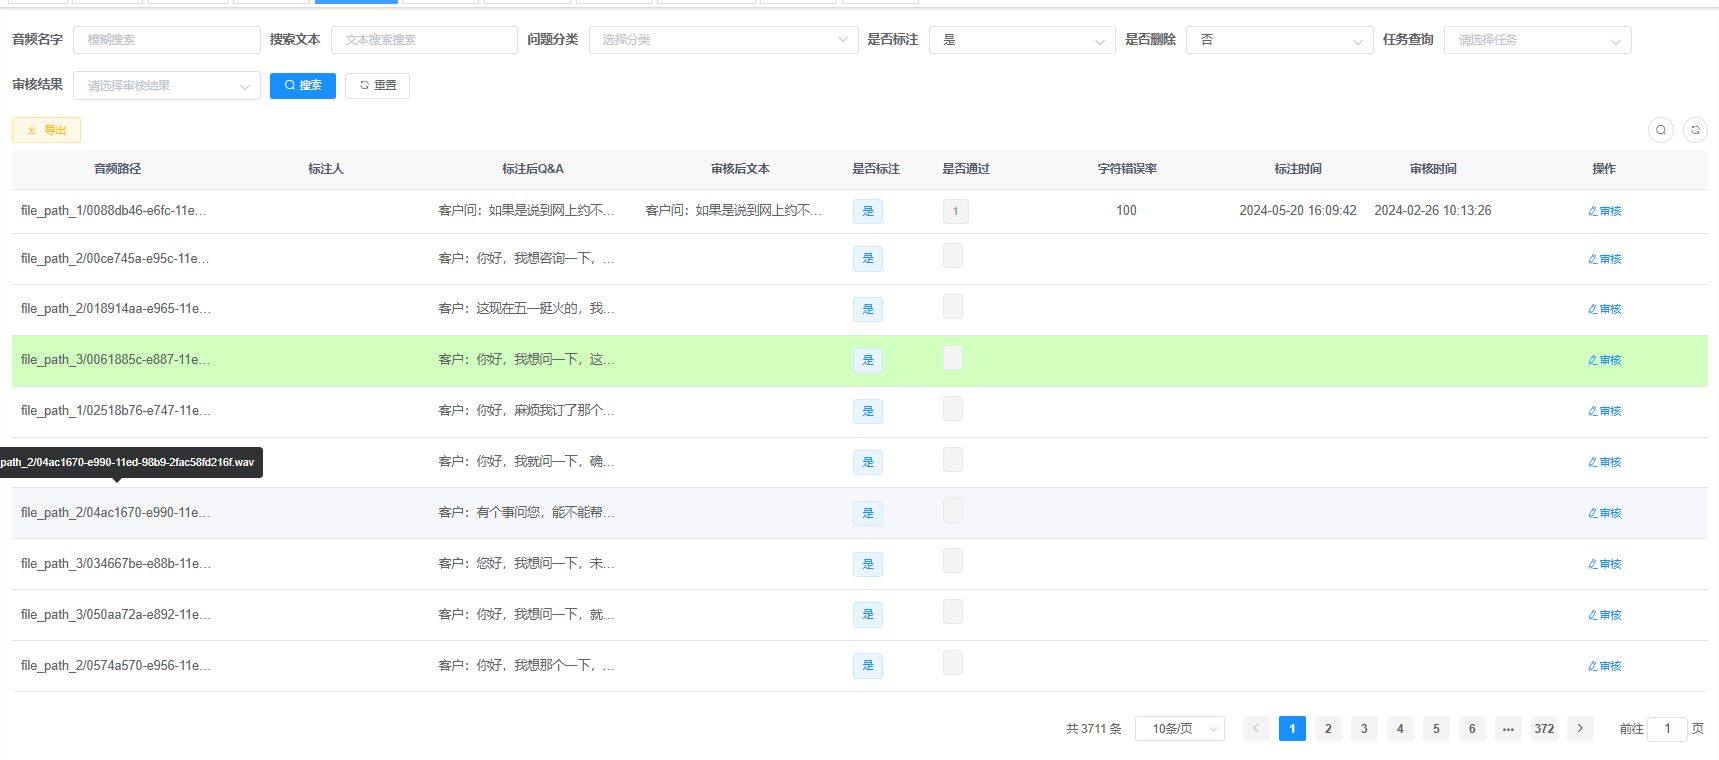 音频名字 模糊搜索 搜索文本 文本搜索搜索 问题分类 选择分类 是否标注 是 是否删除 否 任务查询 请选择任务
审核结果 请选择审核结果 搜索 重置
导出
音频路径 标注人 标注后Q&A 审核后文本 是否标注 是否通过 字符错误率 标注时间 审核时间 操作
file_path_1/0088db46-e6fc-11e... 客户问：如果是说到网上约不... 客户问：如果是说到网上约不... 是 1 100 2024-05-20 16:09:42 2024-02-26 10:13:26 审核
file_path_2/00ce745a-e95c-11e... 客户：你好，我想咨询一下，... 是 审核
file_path_2/018914aa-e965-11e... 客户：这现在五一挺火的，我... 是 审核
file_path_3/0061885c-e887-11e... 客户：你好，我想问一下，这... 是 审核
file_path_1/02518b76-e747-11e... 客户：你好，麻烦我订了那个... 是 审核
path_2/04ac1670-e990-11ed-98b9-2fac58fd216f.wav 客户：你好，我就问一下，确... 是 审核
file_path_2/04ac1670-e990-11e... 客户：有个事问您，能不能帮... 是 审核
file_path_3/034667be-e88b-11e... 客户：您好，我想问一下，未... 是 审核
file_path_3/050aa72a-e892-11e... 客户：你好，我想问一下，就... 是 审核
file_path_2/0574a570-e956-11e... 客户：你好，我想那个一下，... 是 审核
共 3711 条 10条/页 1 2 3 4 5 6 ••• 372 前往 1 页